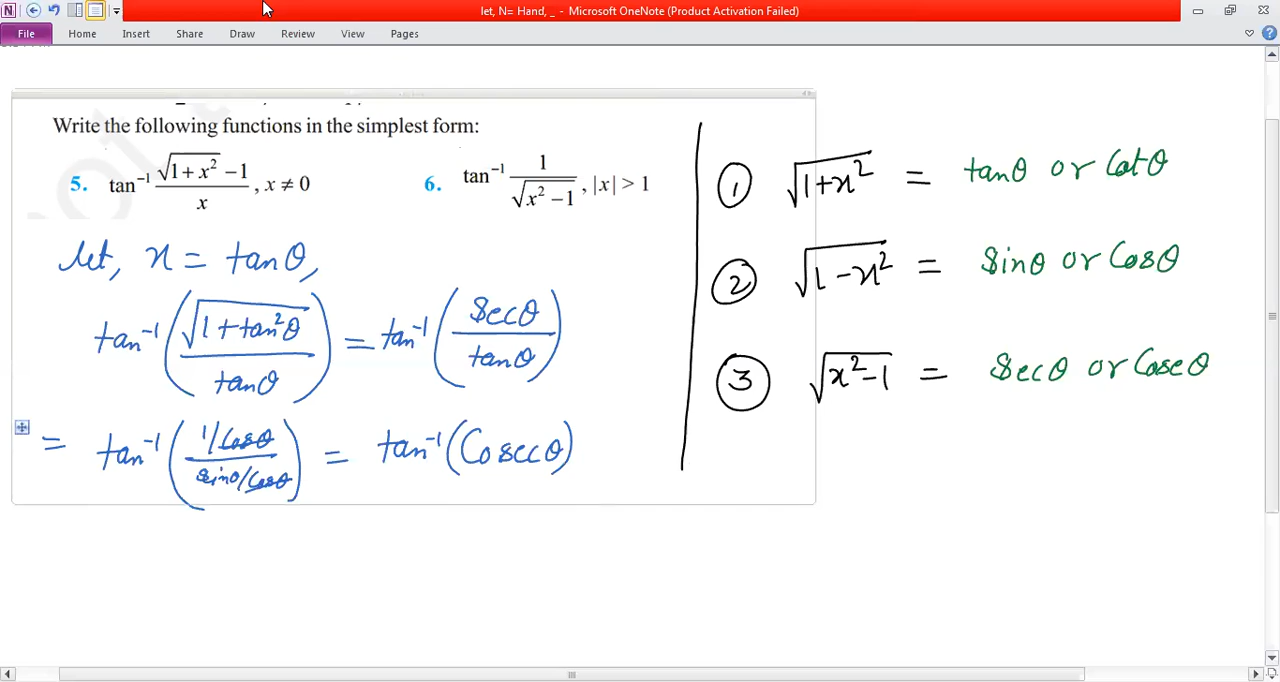 let, N= Hand, _ - Microsoft OneNote (Product Activation Failed)
File Home Insert Share Draw Review View Pages
Write the following functions in the simplest form:
5. tan⁻¹ (√(1 + x²) −1)/x, x ≠ 0
6. tan⁻¹ 1/√(x² −1), |x| > 1
let, x = tanθ,
tan⁻¹(√(1+tan²θ)/tanθ) = tan⁻¹(secθ/tanθ)
= tan⁻¹((1/Cosθ)/(sinθ/Cosθ)) = tan⁻¹(Cosecθ)
① √(1+x²) = tanθ or Cotθ
② √(1−x²) = sinθ or Cosθ
③ √(x²−1) = Secθ or Cosecθ